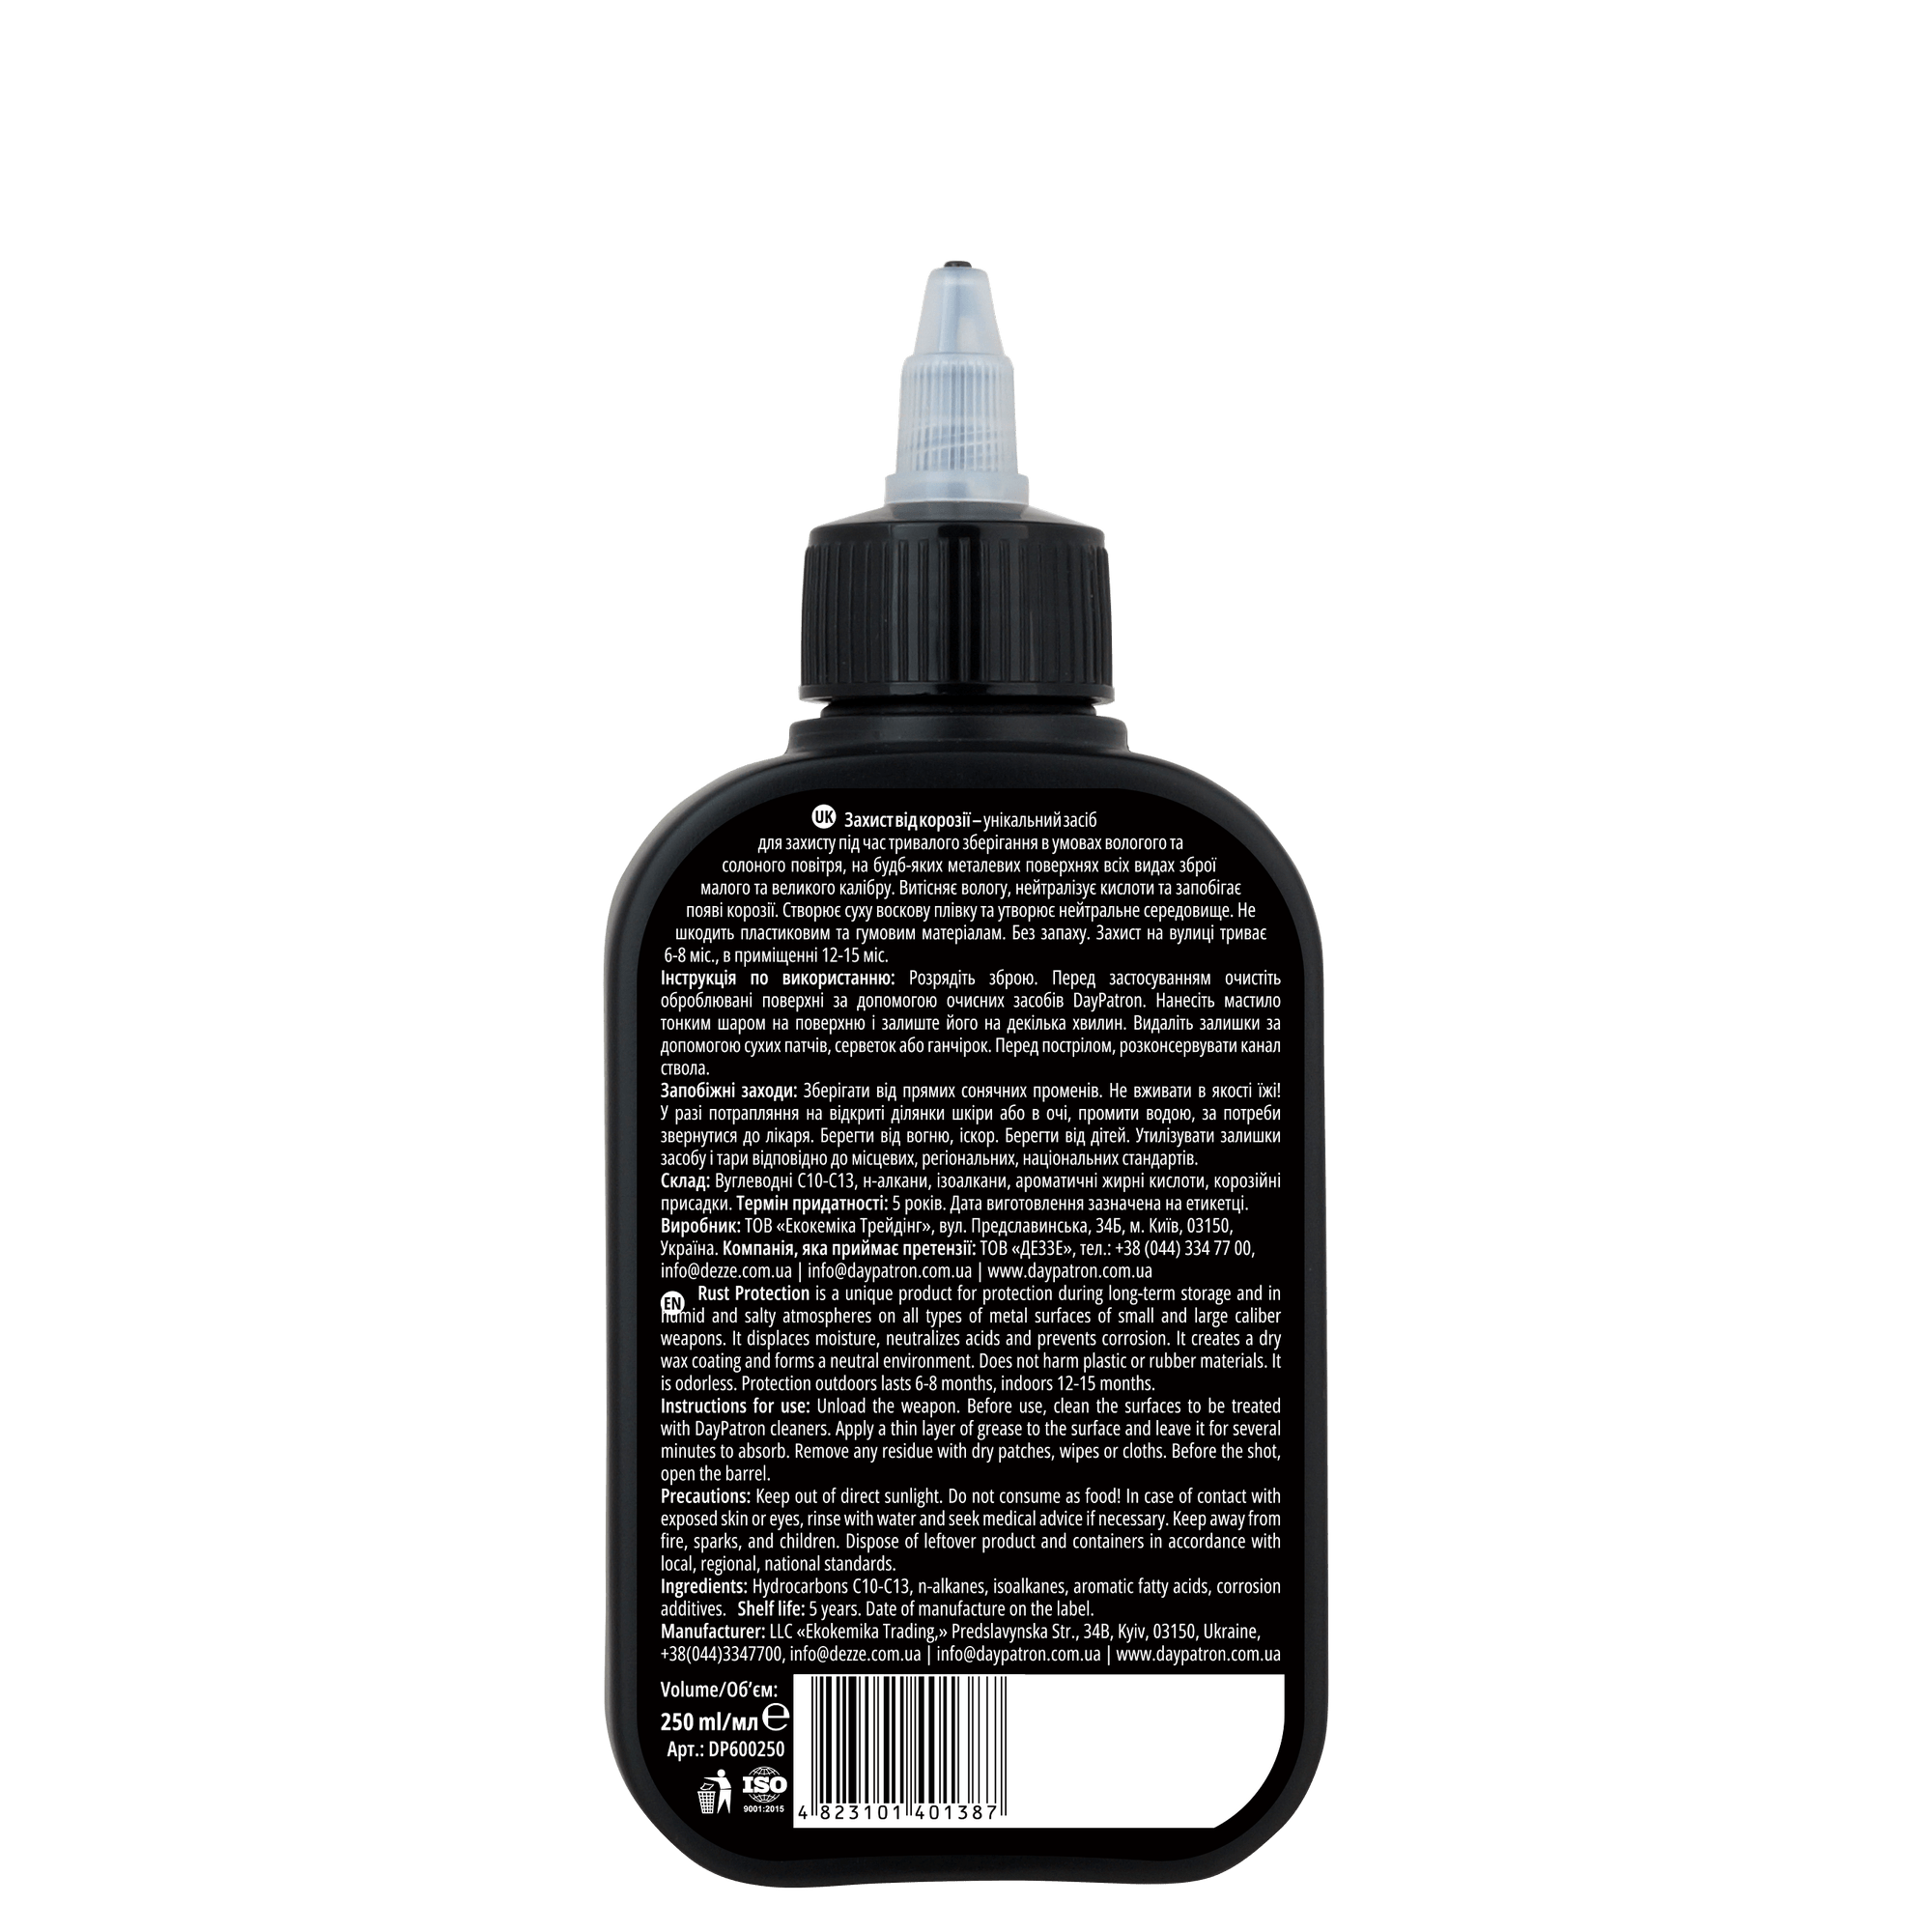 UK Захист від корозії – унікальний засіб
для захисту під час тривалого зберігання в умовах вологого та
солоного повітря, на будб-яких металевих поверхнях всіх видах зброї
малого та великого калібру. Витісняє вологу, нейтралізує кислоти та запобігає
появі корозії. Створює суху воскову плівку та утворює нейтральне середовище. Не
шкодить пластиковим та гумовим матеріалам. Без запаху. Захист на вулиці триває
6-8 міс., в приміщенні 12-15 міс.
Інструкція по використанню: Розрядіть зброю. Перед застосуванням очистіть
оброблювані поверхні за допомогою очисних засобів DayPatron. Нанесіть мастило
тонким шаром на поверхню і залиште його на декілька хвилин. Видаліть залишки за
допомогою сухих патчів, серветок або ганчірок. Перед пострілом, розконсервувати канал
ствола.
Запобіжні заходи: Зберігати від прямих сонячних променів. Не вживати в якості їжі!
У разі потрапляння на відкриті ділянки шкіри або в очі, промити водою, за потреби
звернутися до лікаря. Берегти від вогню, іскор. Берегти від дітей. Утилізувати залишки
засобу і тари відповідно до місцевих, регіональних, національних стандартів.
Склад: Вуглеводні С10-С13, н-алкани, ізоалкани, ароматичні жирні кислоти, корозійні
присадки. Термін придатності: 5 років. Дата виготовлення зазначена на етикетці.
Виробник: ТОВ «Екокеміка Трейдінг», вул. Предславинська, 34Б, м. Київ, 03150,
Україна. Компанія, яка приймає претензії: ТОВ «ДЕЗЗЕ», тел.: +38 (044) 334 77 00,
info@dezze.com.ua | info@daypatron.com.ua | www.daypatron.com.ua
EN Rust Protection is a unique product for protection during long-term storage and in
humid and salty atmospheres on all types of metal surfaces of small and large caliber
weapons. It displaces moisture, neutralizes acids and prevents corrosion. It creates a dry
wax coating and forms a neutral environment. Does not harm plastic or rubber materials. It
is odorless. Protection outdoors lasts 6-8 months, indoors 12-15 months.
Instructions for use: Unload the weapon. Before use, clean the surfaces to be treated
with DayPatron cleaners. Apply a thin layer of grease to the surface and leave it for several
minutes to absorb. Remove any residue with dry patches, wipes or cloths. Before the shot,
open the barrel.
Precautions: Keep out of direct sunlight. Do not consume as food! In case of contact with
exposed skin or eyes, rinse with water and seek medical advice if necessary. Keep away from
fire, sparks, and children. Dispose of leftover product and containers in accordance with
local, regional, national standards.
Ingredients: Hydrocarbons C10-C13, n-alkanes, isoalkanes, aromatic fatty acids, corrosion
additives. Shelf life: 5 years. Date of manufacture on the label.
Manufacturer: LLC «Ekokemika Trading,» Predslavynska Str., 34B, Kyiv, 03150, Ukraine,
+38(044)3347700, info@dezze.com.ua | info@daypatron.com.ua | www.daypatron.com.ua
Volume/Об'єм:
250 ml/мл e
Арт.: DP600250
ISO
9001:2015
4 823101 401387